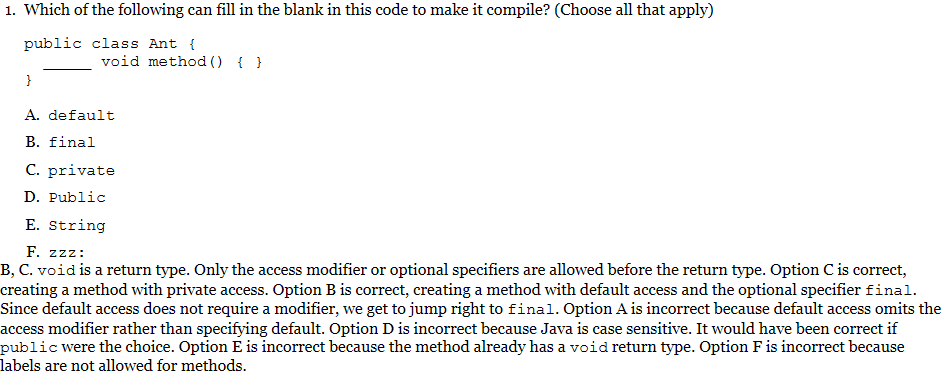 1. Which of the following can fill in the blank in this code to make it compile? (Choose all that apply)
public class Ant {
_____ void method() { }
}
A. default
B. final
C. private
D. Public
E. String
F. zzz:
B, C. void is a return type. Only the access modifier or optional specifiers are allowed before the return type. Option C is correct,
creating a method with private access. Option B is correct, creating a method with default access and the optional specifier final.
Since default access does not require a modifier, we get to jump right to final. Option A is incorrect because default access omits the
access modifier rather than specifying default. Option D is incorrect because Java is case sensitive. It would have been correct if
public were the choice. Option E is incorrect because the method already has a void return type. Option F is incorrect because
labels are not allowed for methods.